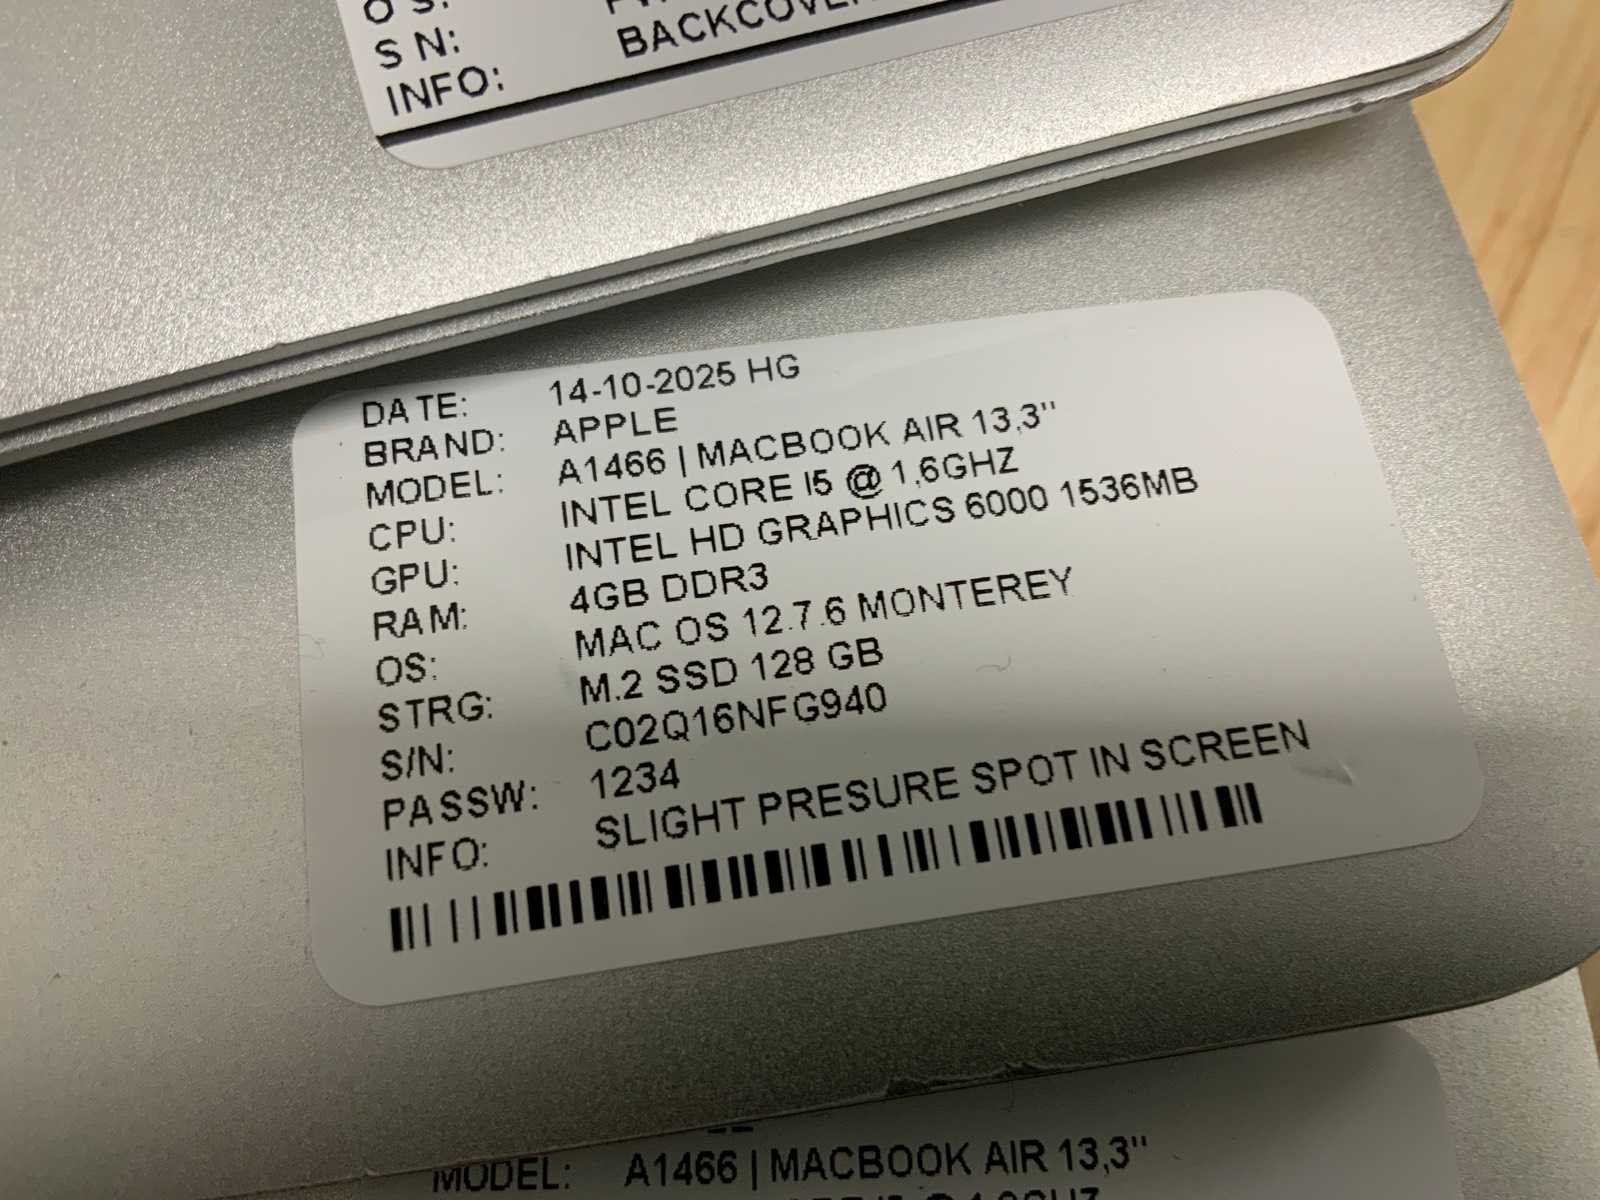 S N:
INFO:
DATE: 14-10-2025 HG
BRAND: APPLE
MODEL: A1466 | MACBOOK AIR 13,3"
CPU: INTEL CORE I5 @ 1,6GHZ
GPU: INTEL HD GRAPHICS 6000 1536MB
RAM: 4GB DDR3
OS: MAC OS 12.7.6 MONTEREY
STRG: M.2 SSD 128 GB
S/N: C02Q16NFG940
PASSW: 1234
INFO: SLIGHT PRESURE SPOT IN SCREEN
MODEL: A1466 | MACBOOK AIR 13,3"